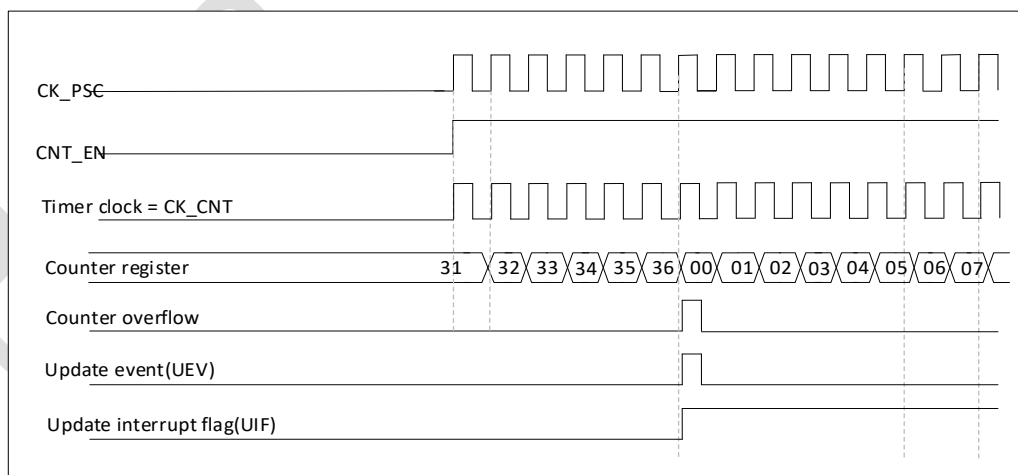 CK_PSC
CNT_EN
Timer clock = CK_CNT
Counter register 31 32 33 34 35 36 00 01 02 03 04 05 06 07
Counter overflow
Update event(UEV)
Update interrupt flag(UIF)